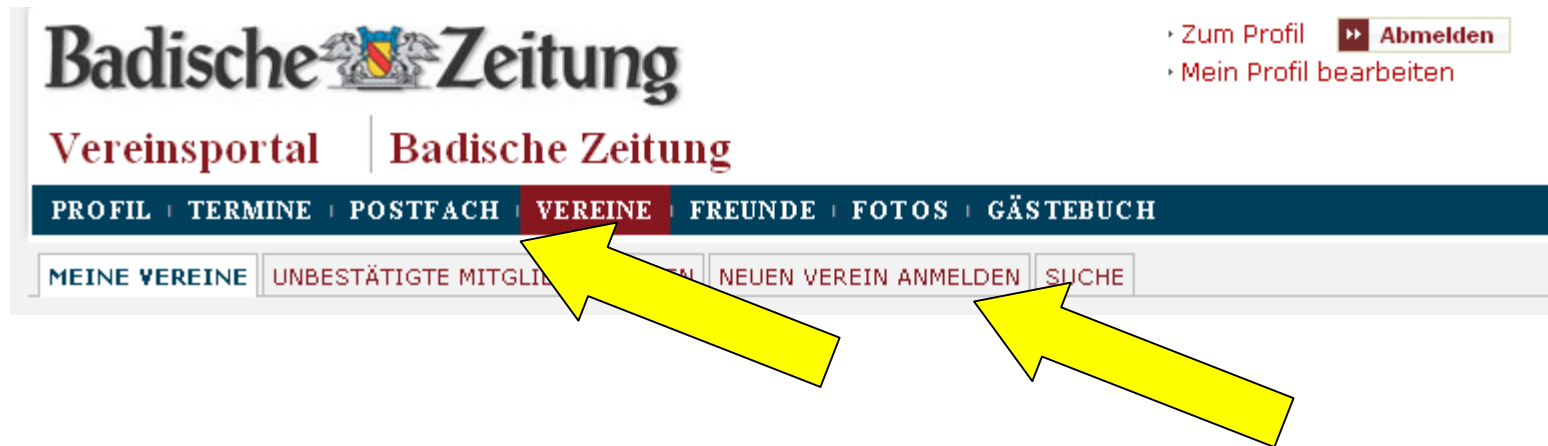 Badische Zeitung
Zum Profil
Abmelden
Mein Profil bearbeiten
Vereinsportal Badische Zeitung
PROFIL TERMINE POSTFACH VEREINE FREUNDE FOTOS GÄSTEBUCH
MEINE VEREINE UNBESTÄTIGTE NEUEN VEREIN ANMELDEN SUCHE